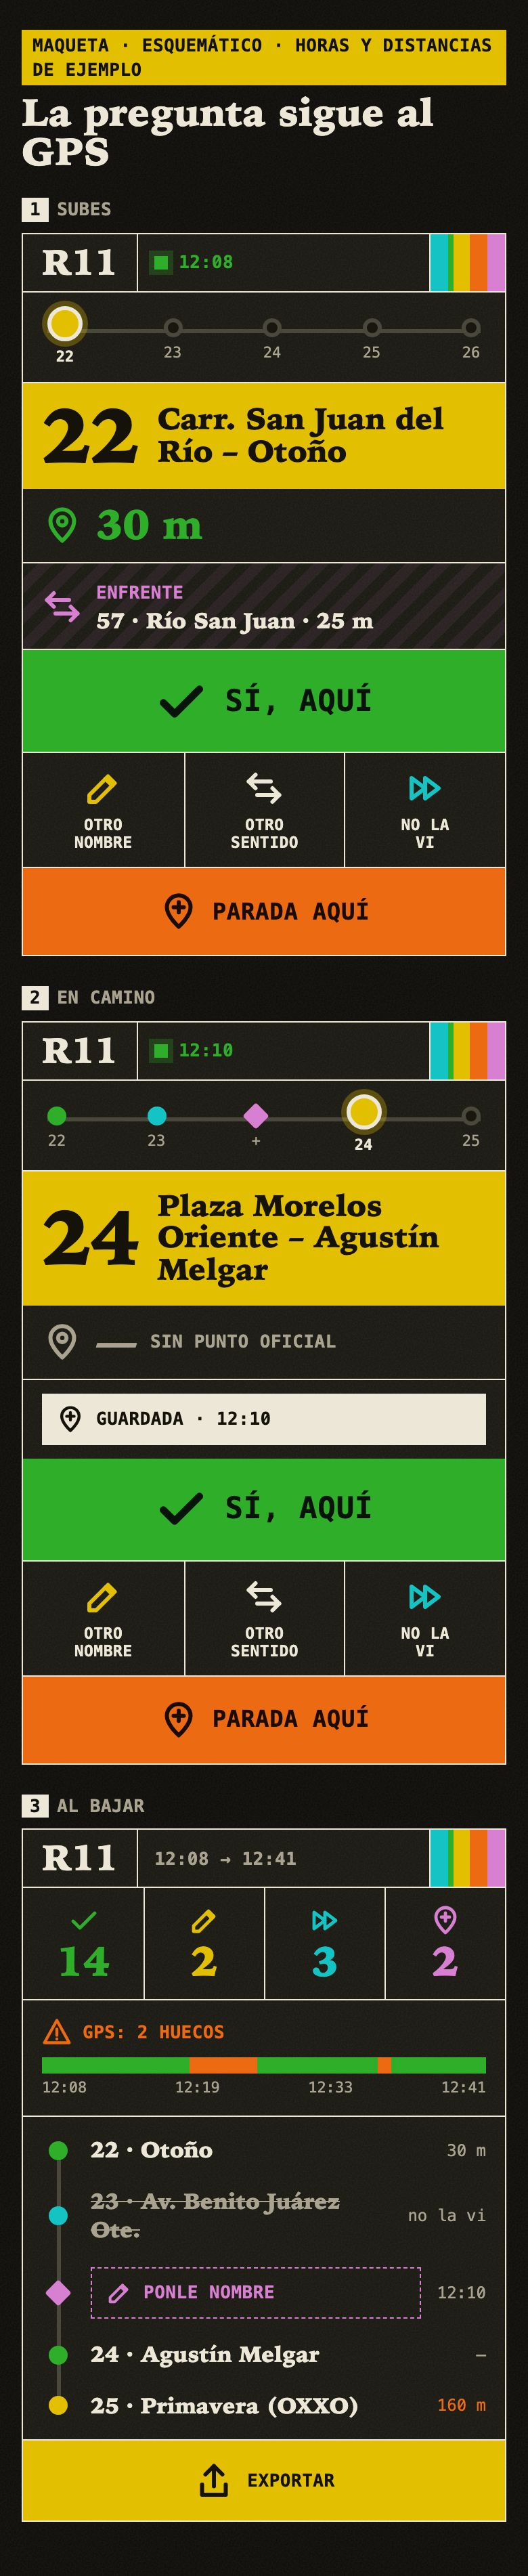 MAQUETA · ESQUEMÁTICO · HORAS Y DISTANCIAS
DE EJEMPLO
La pregunta sigue al
GPS
1 SUBES
R11 12:08
22 23 24 25 26
22 Carr. San Juan del
Río – Otoño
30 m
ENFRENTE
57 · Río San Juan · 25 m
SÍ, AQUÍ
OTRO OTRO NO LA
NOMBRE SENTIDO VI
PARADA AQUÍ
2 EN CAMINO
R11 12:10
22 23 + 24 25
24 Plaza Morelos
Oriente – Agustín
Melgar
— SIN PUNTO OFICIAL
GUARDADA · 12:10
SÍ, AQUÍ
OTRO OTRO NO LA
NOMBRE SENTIDO VI
PARADA AQUÍ
3 AL BAJAR
R11 12:08 → 12:41
14 2 3 2
GPS: 2 HUECOS
12:08 12:19 12:33 12:41
22 · Otoño 30 m
23 · Av. Benito Juárez no la vi
Ote.
PONLE NOMBRE 12:10
24 · Agustín Melgar —
25 · Primavera (OXXO) 160 m
EXPORTAR